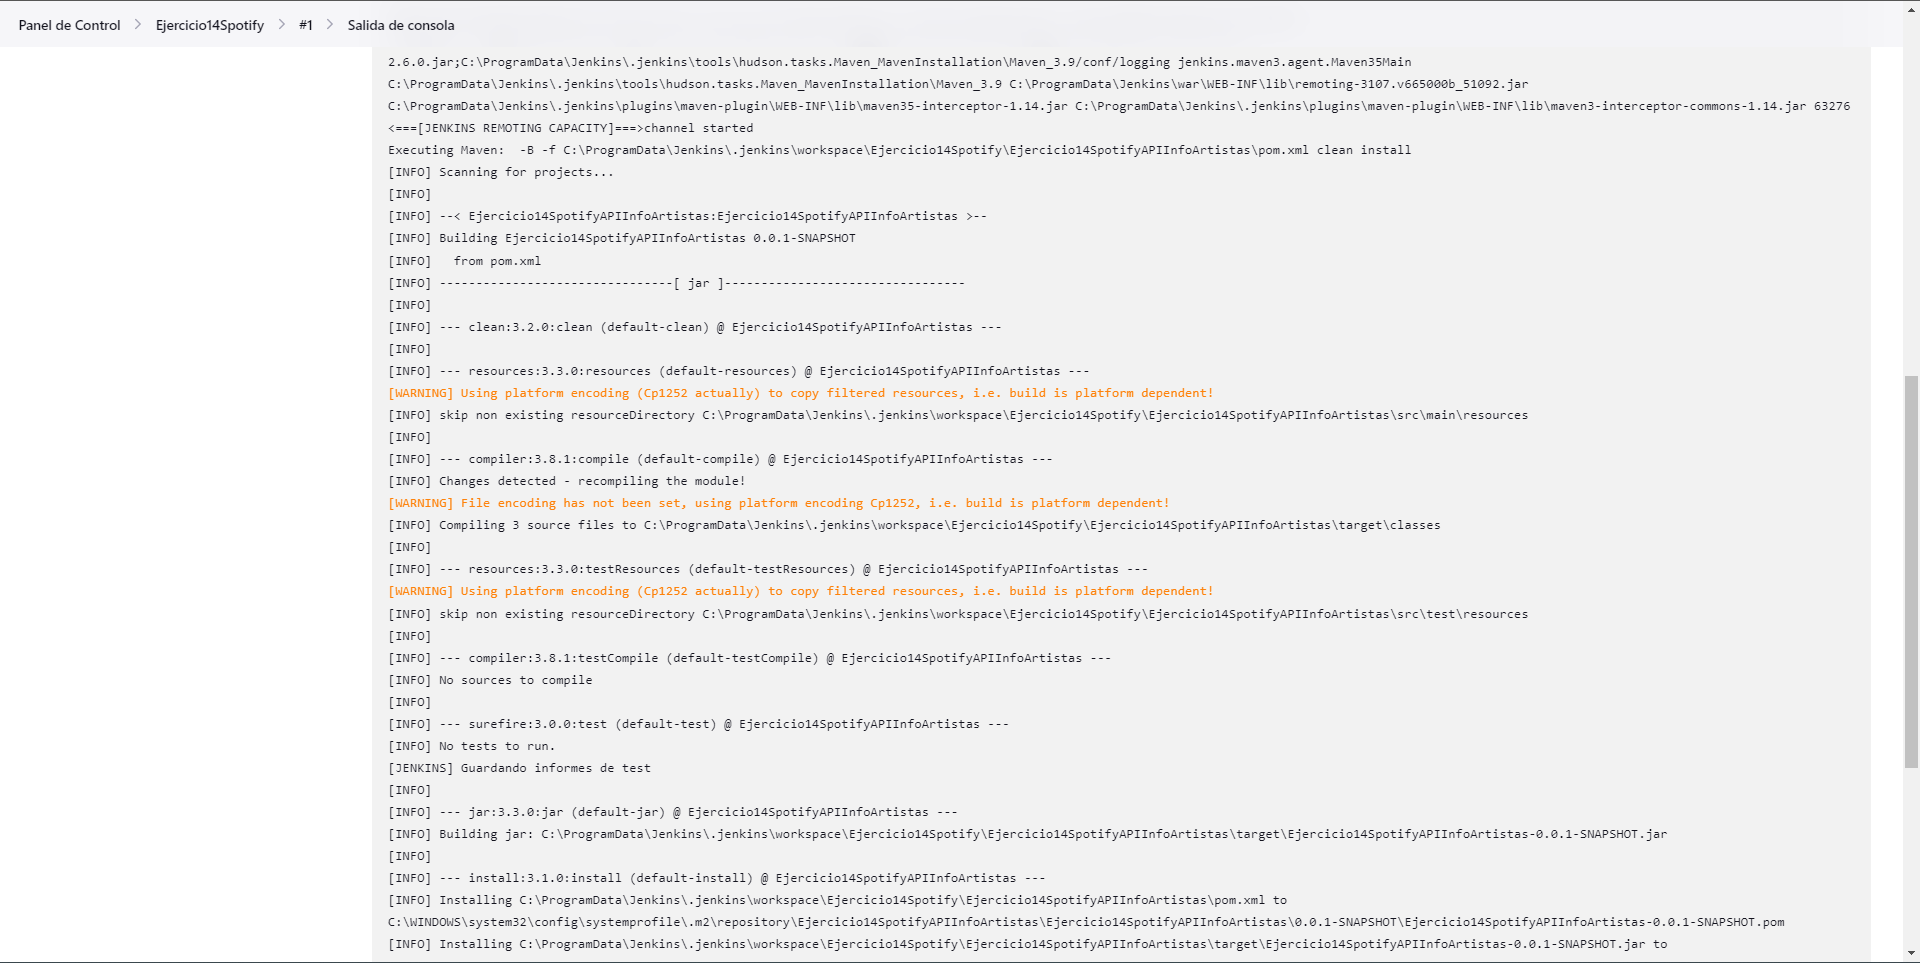 Panel de Control > Ejercicio14Spotify > #1 > Salida de consola
2.6.0.jar;C:\ProgramData\Jenkins\.jenkins\tools\hudson.tasks.Maven_MavenInstallation\Maven_3.9/conf/logging jenkins.maven3.agent.Maven35Main
C:\ProgramData\Jenkins\.jenkins\tools\hudson.tasks.Maven_MavenInstallation\Maven_3.9 C:\ProgramData\Jenkins\war\WEB-INF\lib\remoting-3107.v665000b_51092.jar
C:\ProgramData\Jenkins\.jenkins\plugins\maven-plugin\WEB-INF\lib\maven35-interceptor-1.14.jar C:\ProgramData\Jenkins\.jenkins\plugins\maven-plugin\WEB-INF\lib\maven3-interceptor-commons-1.14.jar 63276
<===[JENKINS REMOTING CAPACITY]===>channel started
Executing Maven:  -B -f C:\ProgramData\Jenkins\.jenkins\workspace\Ejercicio14Spotify\Ejercicio14SpotifyAPIInfoArtistas\pom.xml clean install
[INFO] Scanning for projects...
[INFO]
[INFO] --< Ejercicio14SpotifyAPIInfoArtistas:Ejercicio14SpotifyAPIInfoArtistas >--
[INFO] Building Ejercicio14SpotifyAPIInfoArtistas 0.0.1-SNAPSHOT
[INFO]   from pom.xml
[INFO] --------------------------------[ jar ]---------------------------------
[INFO]
[INFO] --- clean:3.2.0:clean (default-clean) @ Ejercicio14SpotifyAPIInfoArtistas ---
[INFO]
[INFO] --- resources:3.3.0:resources (default-resources) @ Ejercicio14SpotifyAPIInfoArtistas ---
[WARNING] Using platform encoding (Cp1252 actually) to copy filtered resources, i.e. build is platform dependent!
[INFO] skip non existing resourceDirectory C:\ProgramData\Jenkins\.jenkins\workspace\Ejercicio14Spotify\Ejercicio14SpotifyAPIInfoArtistas\src\main\resources
[INFO]
[INFO] --- compiler:3.8.1:compile (default-compile) @ Ejercicio14SpotifyAPIInfoArtistas ---
[INFO] Changes detected - recompiling the module!
[WARNING] File encoding has not been set, using platform encoding Cp1252, i.e. build is platform dependent!
[INFO] Compiling 3 source files to C:\ProgramData\Jenkins\.jenkins\workspace\Ejercicio14Spotify\Ejercicio14SpotifyAPIInfoArtistas\target\classes
[INFO]
[INFO] --- resources:3.3.0:testResources (default-testResources) @ Ejercicio14SpotifyAPIInfoArtistas ---
[WARNING] Using platform encoding (Cp1252 actually) to copy filtered resources, i.e. build is platform dependent!
[INFO] skip non existing resourceDirectory C:\ProgramData\Jenkins\.jenkins\workspace\Ejercicio14Spotify\Ejercicio14SpotifyAPIInfoArtistas\src\test\resources
[INFO]
[INFO] --- compiler:3.8.1:testCompile (default-testCompile) @ Ejercicio14SpotifyAPIInfoArtistas ---
[INFO] No sources to compile
[INFO]
[INFO] --- surefire:3.0.0:test (default-test) @ Ejercicio14SpotifyAPIInfoArtistas ---
[INFO] No tests to run.
[JENKINS] Guardando informes de test
[INFO]
[INFO] --- jar:3.3.0:jar (default-jar) @ Ejercicio14SpotifyAPIInfoArtistas ---
[INFO] Building jar: C:\ProgramData\Jenkins\.jenkins\workspace\Ejercicio14Spotify\Ejercicio14SpotifyAPIInfoArtistas\target\Ejercicio14SpotifyAPIInfoArtistas-0.0.1-SNAPSHOT.jar
[INFO]
[INFO] --- install:3.1.0:install (default-install) @ Ejercicio14SpotifyAPIInfoArtistas ---
[INFO] Installing C:\ProgramData\Jenkins\.jenkins\workspace\Ejercicio14Spotify\Ejercicio14SpotifyAPIInfoArtistas\pom.xml to
C:\WINDOWS\system32\config\systemprofile\.m2\repository\Ejercicio14SpotifyAPIInfoArtistas\Ejercicio14SpotifyAPIInfoArtistas\0.0.1-SNAPSHOT\Ejercicio14SpotifyAPIInfoArtistas-0.0.1-SNAPSHOT.pom
[INFO] Installing C:\ProgramData\Jenkins\.jenkins\workspace\Ejercicio14Spotify\Ejercicio14SpotifyAPIInfoArtistas\target\Ejercicio14SpotifyAPIInfoArtistas-0.0.1-SNAPSHOT.jar to